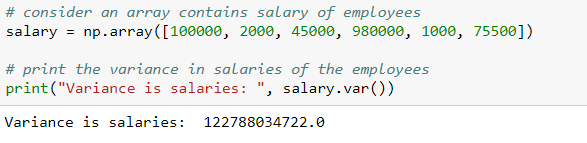 # consider an array contains salary of employees
salary = np.array([100000, 2000, 45000, 980000, 1000, 75500])
# print the variance in salaries of the employees
print("Variance is salaries: ", salary.var())
Variance is salaries:  122788034722.0